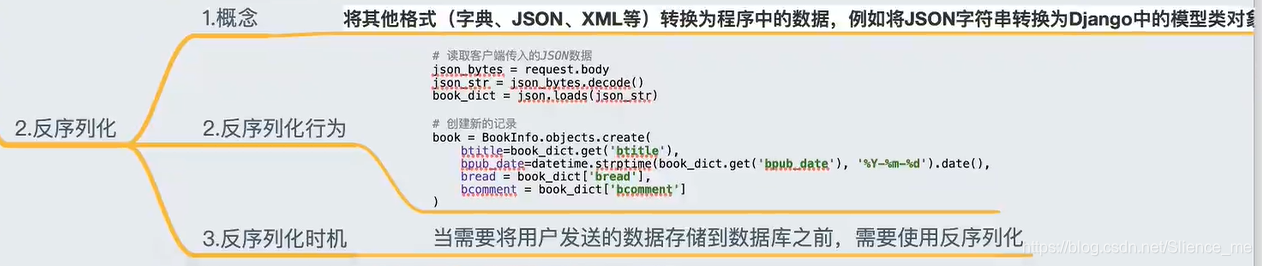 1.概念
将其他格式（字典、JSON、XML等）转换为程序中的数据，例如将JSON字符串转换为Django中的模型类对象
2.反序列化
2.反序列化行为
# 读取客户端传入的JSON数据
json_bytes = request.body
json_str = json_bytes.decode()
book_dict = json.loads(json_str)
# 创建新的记录
book = BookInfo.objects.create(
btitle=book_dict.get('btitle'),
bpub_date=datetime.strptime(book_dict.get('bpub_date'), '%Y-%m-%d').date(),
bread = book_dict['bread'],
bcomment = book_dict['bcomment']
)
3.反序列化时机
当需要将用户发送的数据存储到数据库之前，需要使用反序列化
https://blog.csdn.net/Slience_me